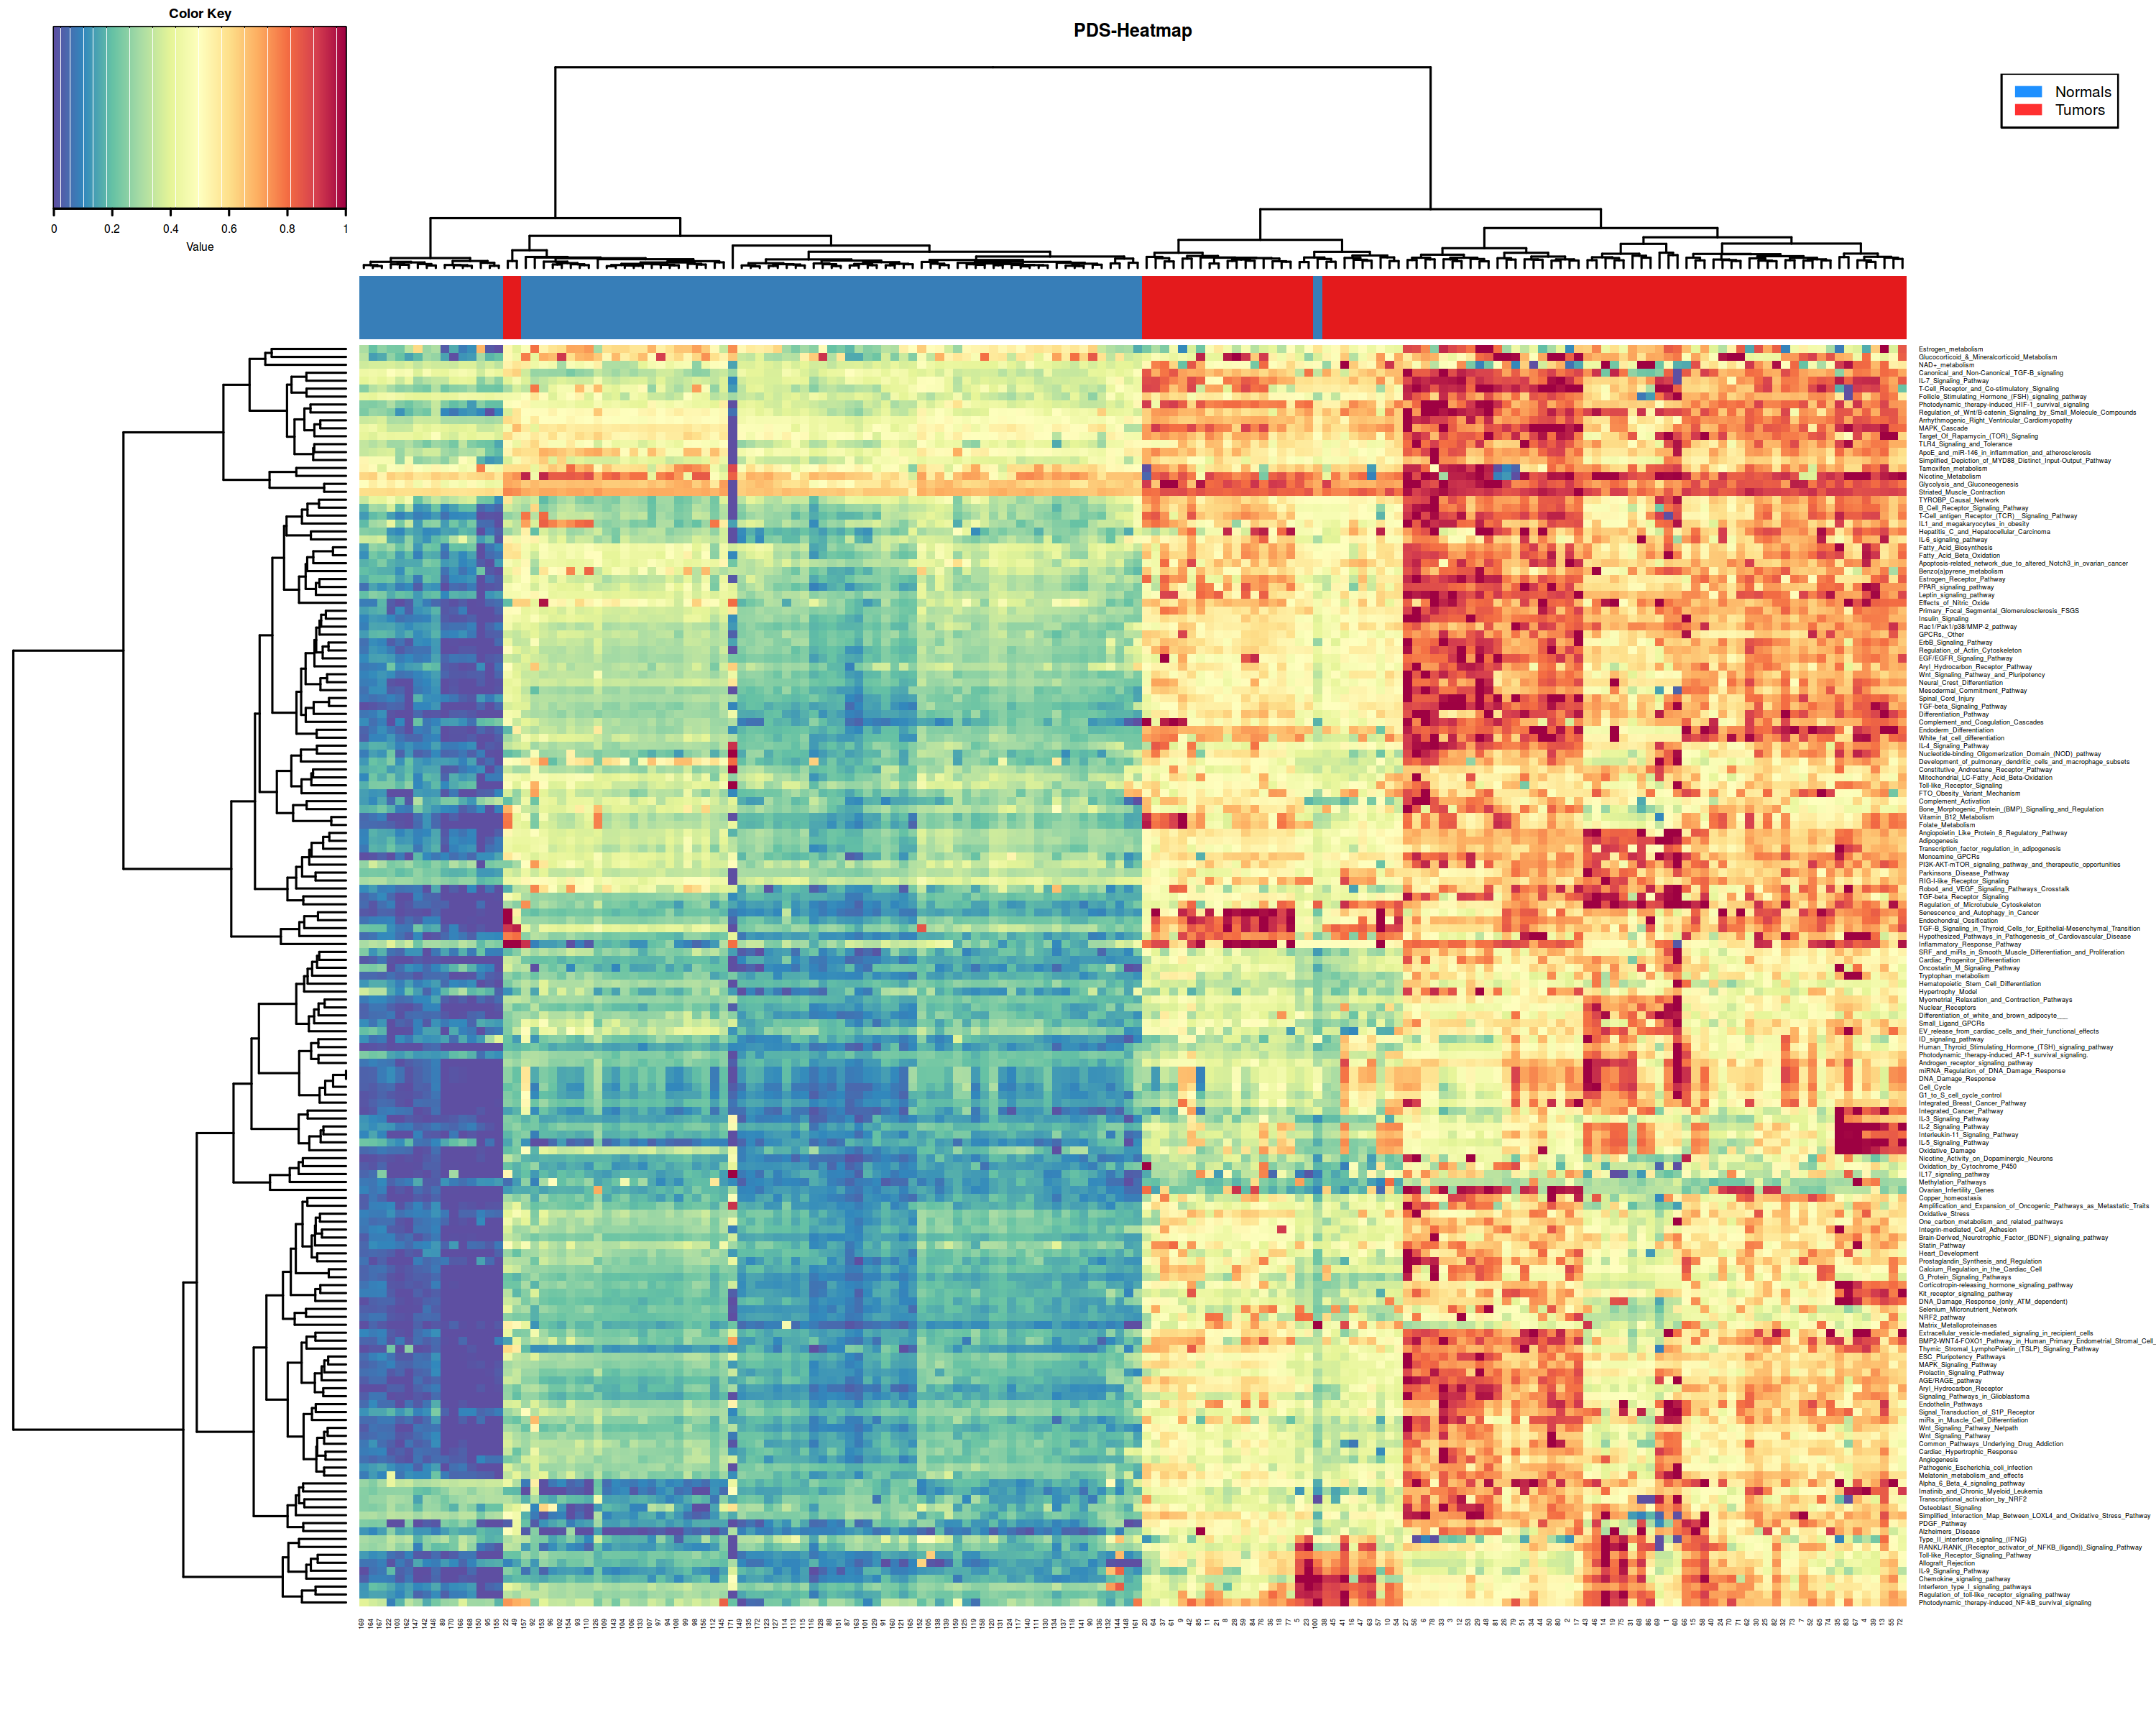 Color Key
0 0.2 0.4 0.6 0.8 1
Value
PDS-Heatmap
Normals
Tumors
Estrogen_metabolism
Glucocorticoid_&_Mineralcorticoid_Metabolism
NAD+_metabolism
Canonical_and_Non-Canonical_TGF-B_signaling
IL-7_Signaling_Pathway
T-Cell_Receptor_and_Co-stimulatory_Signaling
Follicle_Stimulating_Hormone_(FSH)_signaling_pathway
Photodynamic_therapy-induced_HIF-1_survival_signaling
Regulation_of_Wnt/B-catenin_Signaling_by_Small_Molecule_Compounds
Arrhythmogenic_Right_Ventricular_Cardiomyopathy
MAPK_Cascade
Target_Of_Rapamycin_(TOR)_Signaling
TLR4_Signaling_and_Tolerance
ApoE_and_miR-146_in_inflammation_and_atherosclerosis
Simplified_Depiction_of_MYD88_Distinct_Input-Output_Pathway
Tamoxifen_metabolism
Nicotine_Metabolism
Glycolysis_and_Gluconeogenesis
Striated_Muscle_Contraction
TYROBP_Causal_Network
B_Cell_Receptor_Signaling_Pathway
T-Cell_antigen_Receptor_(TCR)__Signaling_Pathway
IL1_and_megakaryocytes_in_obesity
Hepatitis_C_and_Hepatocellular_Carcinoma
IL-6_signaling_pathway
Fatty_Acid_Biosynthesis
Fatty_Acid_Beta_Oxidation
Apoptosis-related_network_due_to_altered_Notch3_in_ovarian_cancer
Benzo(a)pyrene_metabolism
Estrogen_Receptor_Pathway
PPAR_signaling_pathway
Leptin_signaling_pathway
Effects_of_Nitric_Oxide
Primary_Focal_Segmental_Glomerulosclerosis_FSGS
Insulin_Signaling
Rac1/Pak1/p38/MMP-2_pathway
GPCRs,_Other
ErbB_Signaling_Pathway
Regulation_of_Actin_Cytoskeleton
EGF/EGFR_Signaling_Pathway
Aryl_Hydrocarbon_Receptor_Pathway
Wnt_Signaling_Pathway_and_Pluripotency
Neural_Crest_Differentiation
Mesodermal_Commitment_Pathway
Spinal_Cord_Injury
TGF-beta_Signaling_Pathway
Differentiation_Pathway
Complement_and_Coagulation_Cascades
Endoderm_Differentiation
White_fat_cell_differentiation
IL-4_Signaling_Pathway
Nucleotide-binding_Oligomerization_Domain_(NOD)_pathway
Development_of_pulmonary_dendritic_cells_and_macrophage_subsets
Constitutive_Androstane_Receptor_Pathway
Mitochondrial_LC-Fatty_Acid_Beta-Oxidation
Toll-like_Receptor_Signaling
FTO_Obesity_Variant_Mechanism
Complement_Activation
Bone_Morphogenic_Protein_(BMP)_Signalling_and_Regulation
Vitamin_B12_Metabolism
Folate_Metabolism
Angiopoietin_Like_Protein_8_Regulatory_Pathway
Adipogenesis
Transcription_factor_regulation_in_adipogenesis
Monoamine_GPCRs
PI3K-AKT-mTOR_signaling_pathway_and_therapeutic_opportunities
Parkinsons_Disease_Pathway
RIG-I-like_Receptor_Signaling
Robo4_and_VEGF_Signaling_Pathways_Crosstalk
TGF-beta_Receptor_Signaling
Regulation_of_Microtubule_Cytoskeleton
Senescence_and_Autophagy_in_Cancer
Endochondral_Ossification
TGF-B_Signaling_in_Thyroid_Cells_for_Epithelial-Mesenchymal_Transition
Hypothesized_Pathways_in_Pathogenesis_of_Cardiovascular_Disease
Inflammatory_Response_Pathway
SRF_and_miRs_in_Smooth_Muscle_Differentiation_and_Proliferation
Cardiac_Progenitor_Differentiation
Oncostatin_M_Signaling_Pathway
Tryptophan_metabolism
Hematopoietic_Stem_Cell_Differentiation
Hypertrophy_Model
Myometrial_Relaxation_and_Contraction_Pathways
Nuclear_Receptors
Differentiation_of_white_and_brown_adipocyte___
Small_Ligand_GPCRs
EV_release_from_cardiac_cells_and_their_functional_effects
ID_signaling_pathway
Human_Thyroid_Stimulating_Hormone_(TSH)_signaling_pathway
Photodynamic_therapy-induced_AP-1_survival_signaling.
Androgen_receptor_signaling_pathway
miRNA_Regulation_of_DNA_Damage_Response
DNA_Damage_Response
Cell_Cycle
G1_to_S_cell_cycle_control
Integrated_Breast_Cancer_Pathway
Integrated_Cancer_Pathway
IL-3_Signaling_Pathway
IL-2_Signaling_Pathway
Interleukin-11_Signaling_Pathway
IL-5_Signaling_Pathway
Oxidative_Damage
Nicotine_Activity_on_Dopaminergic_Neurons
Oxidation_by_Cytochrome_P450
IL17_signaling_pathway
Methylation_Pathways
Ovarian_Infertility_Genes
Copper_homeostasis
Amplification_and_Expansion_of_Oncogenic_Pathways_as_Metastatic_Traits
Oxidative_Stress
One_carbon_metabolism_and_related_pathways
Integrin-mediated_Cell_Adhesion
Brain-Derived_Neurotrophic_Factor_(BDNF)_signaling_pathway
Statin_Pathway
Heart_Development
Prostaglandin_Synthesis_and_Regulation
Calcium_Regulation_in_the_Cardiac_Cell
G_Protein_Signaling_Pathways
Corticotropin-releasing_hormone_signaling_pathway
Kit_receptor_signaling_pathway
DNA_Damage_Response_(only_ATM_dependent)
Selenium_Micronutrient_Network
NRF2_pathway
Matrix_Metalloproteinases
Extracellular_vesicle-mediated_signaling_in_recipient_cells
BMP2-WNT4-FOXO1_Pathway_in_Human_Primary_Endometrial_Stromal_Cell_
Thymic_Stromal_LymphoPoietin_(TSLP)_Signaling_Pathway
ESC_Pluripotency_Pathways
MAPK_Signaling_Pathway
Prolactin_Signaling_Pathway
AGE/RAGE_pathway
Aryl_Hydrocarbon_Receptor
Signaling_Pathways_in_Glioblastoma
Endothelin_Pathways
Signal_Transduction_of_S1P_Receptor
miRs_in_Muscle_Cell_Differentiation
Wnt_Signaling_Pathway_Netpath
Wnt_Signaling_Pathway
Common_Pathways_Underlying_Drug_Addiction
Cardiac_Hypertrophic_Response
Angiogenesis
Pathogenic_Escherichia_coli_infection
Melatonin_metabolism_and_effects
Alpha_6_Beta_4_signaling_pathway
Imatinib_and_Chronic_Myeloid_Leukemia
Transcriptional_activation_by_NRF2
Osteoblast_Signaling
Simplified_Interaction_Map_Between_LOXL4_and_Oxidative_Stress_Pathway
PDGF_Pathway
Alzheimers_Disease
Type_II_interferon_signaling_(IFNG)
RANKL/RANK_(Receptor_activator_of_NFKB_(ligand))_Signaling_Pathway
Toll-like_Receptor_Signaling_Pathway
Allograft_Rejection
IL-9_Signaling_Pathway
Chemokine_signaling_pathway
Interferon_type_I_signaling_pathways
Regulation_of_toll-like_receptor_signaling_pathway
Photodynamic_therapy-induced_NF-kB_survival_signaling